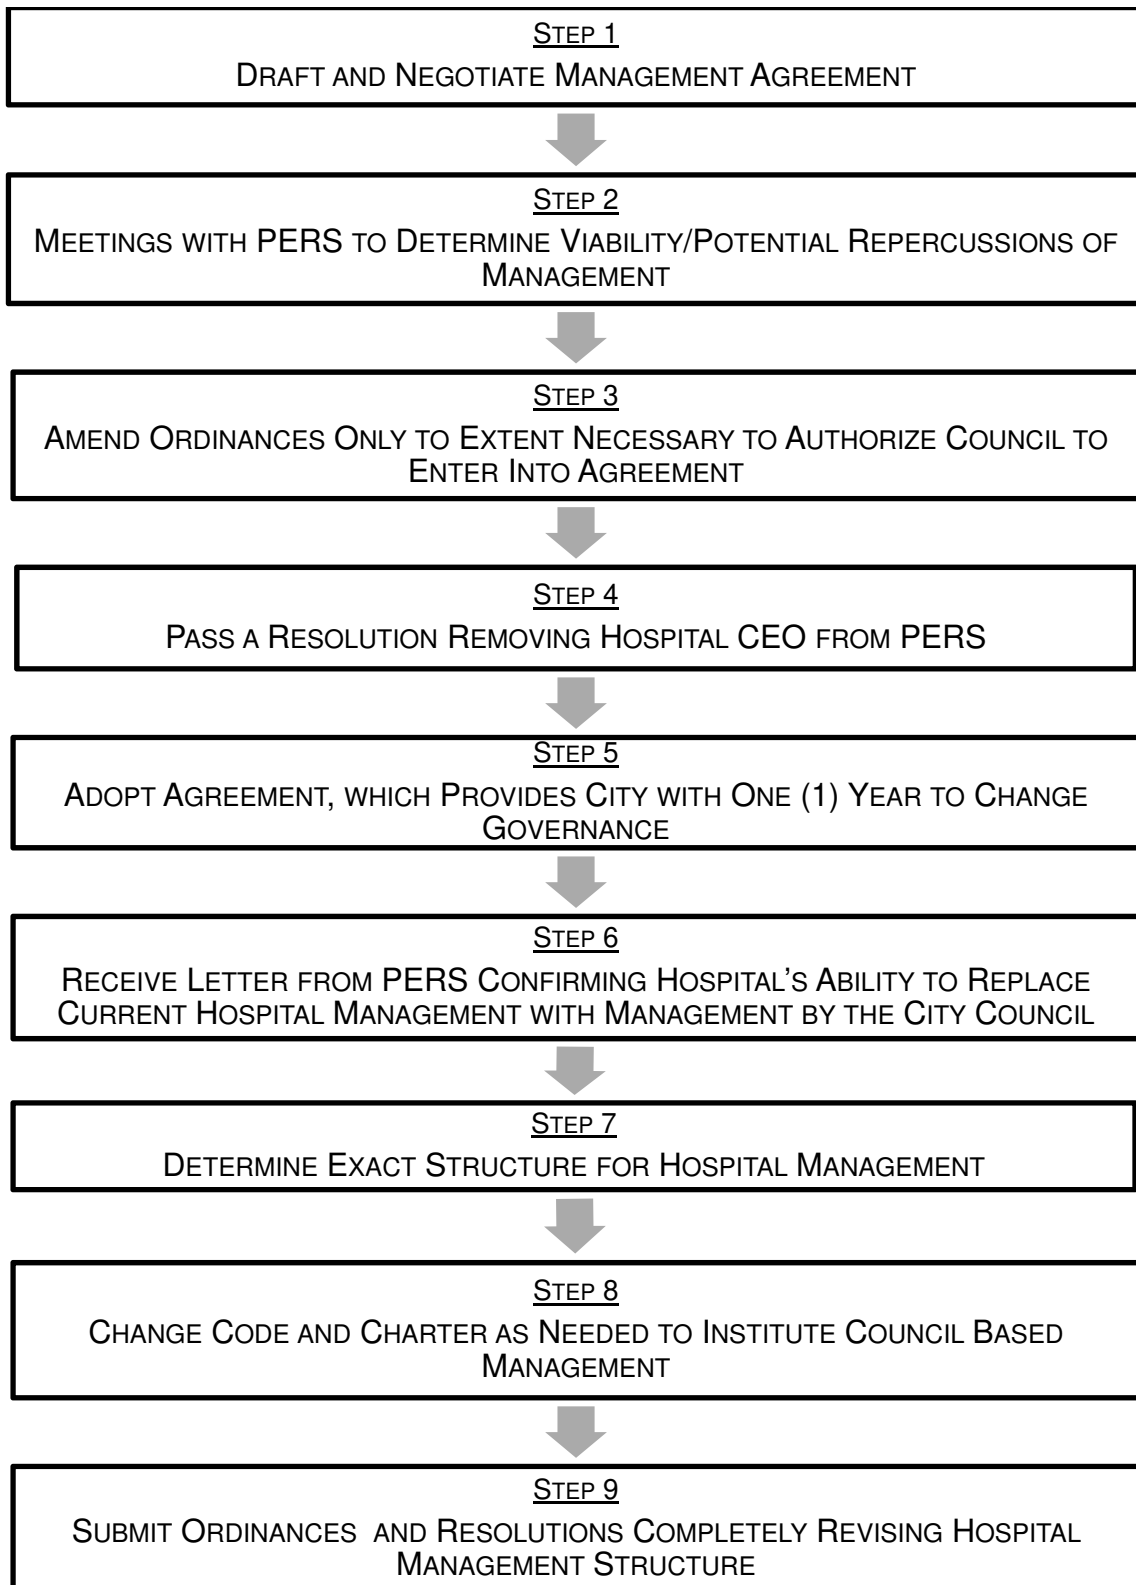 STEP 1
DRAFT AND NEGOTIATE MANAGEMENT AGREEMENT
STEP 2
MEETINGS WITH PERS TO DETERMINE VIABILITY/POTENTIAL REPERCUSSIONS OF
MANAGEMENT
STEP 3
AMEND ORDINANCES ONLY TO EXTENT NECESSARY TO AUTHORIZE COUNCIL TO
ENTER INTO AGREEMENT
STEP 4
PASS A RESOLUTION REMOVING HOSPITAL CEO FROM PERS
STEP 5
ADOPT AGREEMENT, WHICH PROVIDES CITY WITH ONE (1) YEAR TO CHANGE
GOVERNANCE
STEP 6
RECEIVE LETTER FROM PERS CONFIRMING HOSPITAL'S ABILITY TO REPLACE
CURRENT HOSPITAL MANAGEMENT WITH MANAGEMENT BY THE CITY COUNCIL
STEP 7
DETERMINE EXACT STRUCTURE FOR HOSPITAL MANAGEMENT
STEP 8
CHANGE CODE AND CHARTER AS NEEDED TO INSTITUTE COUNCIL BASED
MANAGEMENT
STEP 9
SUBMIT ORDINANCES AND RESOLUTIONS COMPLETELY REVISING HOSPITAL
MANAGEMENT STRUCTURE